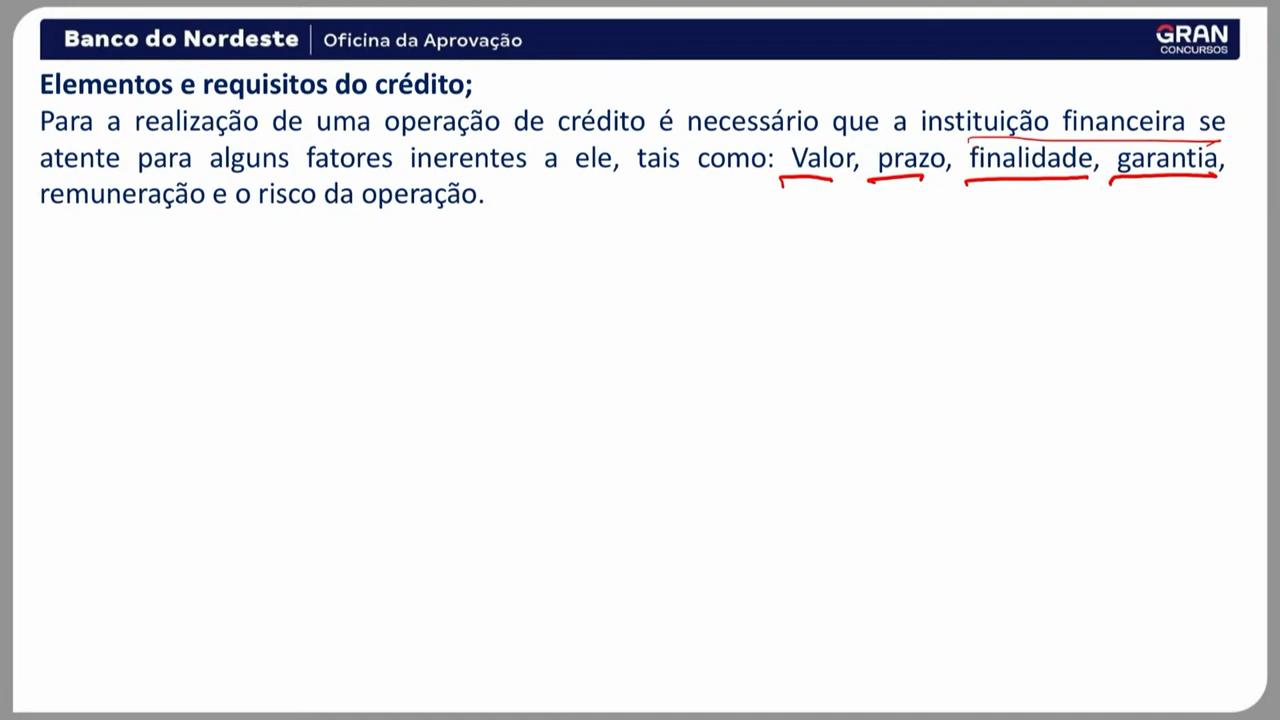 Banco do Nordeste | Oficina da Aprovação
GRAN
CONCURSOS
Elementos e requisitos do crédito;
Para a realização de uma operação de crédito é necessário que a instituição financeira se
atente para alguns fatores inerentes a ele, tais como: Valor, prazo, finalidade, garantia,
remuneração e o risco da operação.